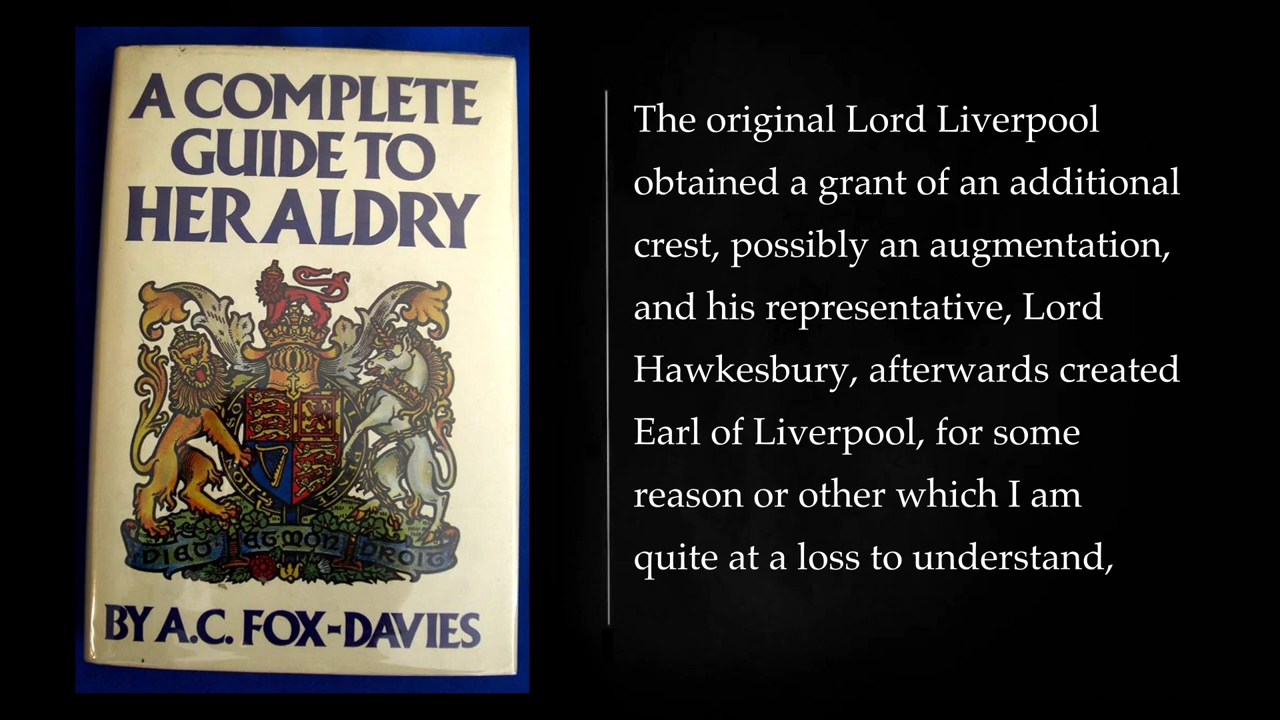 A COMPLETE
GUIDE TO
HERALDRY
DIEU ET MON DROIT
BY A.C. FOX-DAVIES
The original Lord Liverpool
obtained a grant of an additional
crest, possibly an augmentation,
and his representative, Lord
Hawkesbury, afterwards created
Earl of Liverpool, for some
reason or other which I am
quite at a loss to understand,